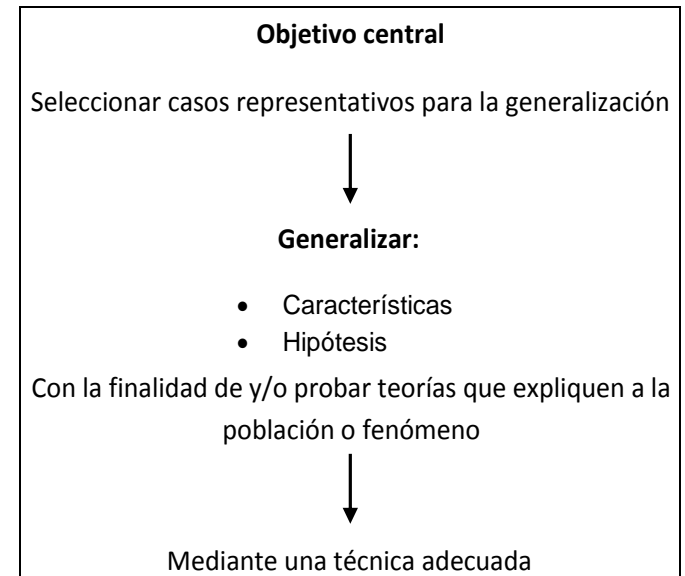 Objetivo central
Seleccionar casos representativos para la generalización
Generalizar:
• Características
• Hipótesis
Con la finalidad de y/o probar teorías que expliquen a la
población o fenómeno
Mediante una técnica adecuada